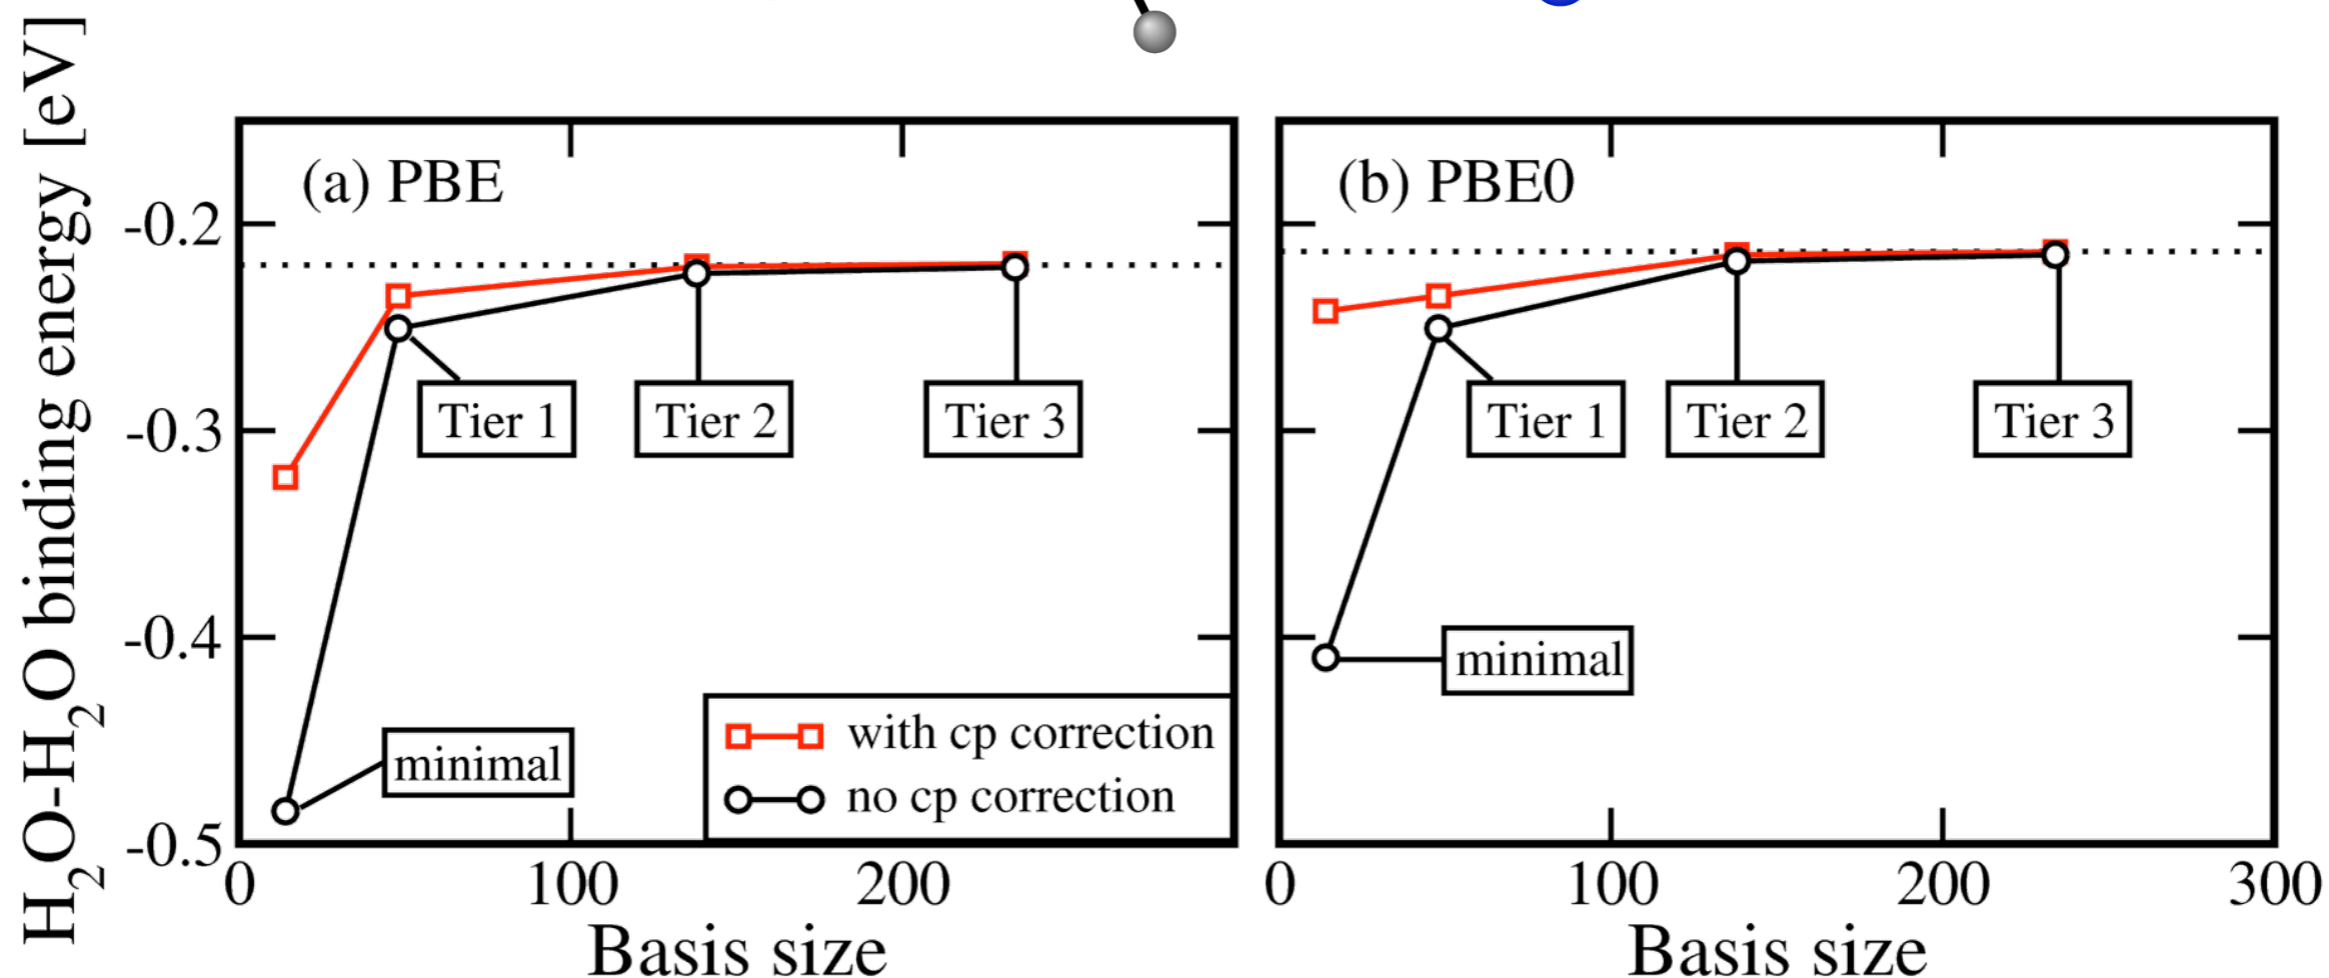 H2O-H2O binding energy [eV]
(a) PBE
-0.2
-0.3
-0.4
-0.5
Tier 1
Tier 2
Tier 3
minimal
with cp correction
no cp correction
0
100
200
Basis size
(b) PBE0
Tier 1
Tier 2
Tier 3
minimal
0
100
200
300
Basis size